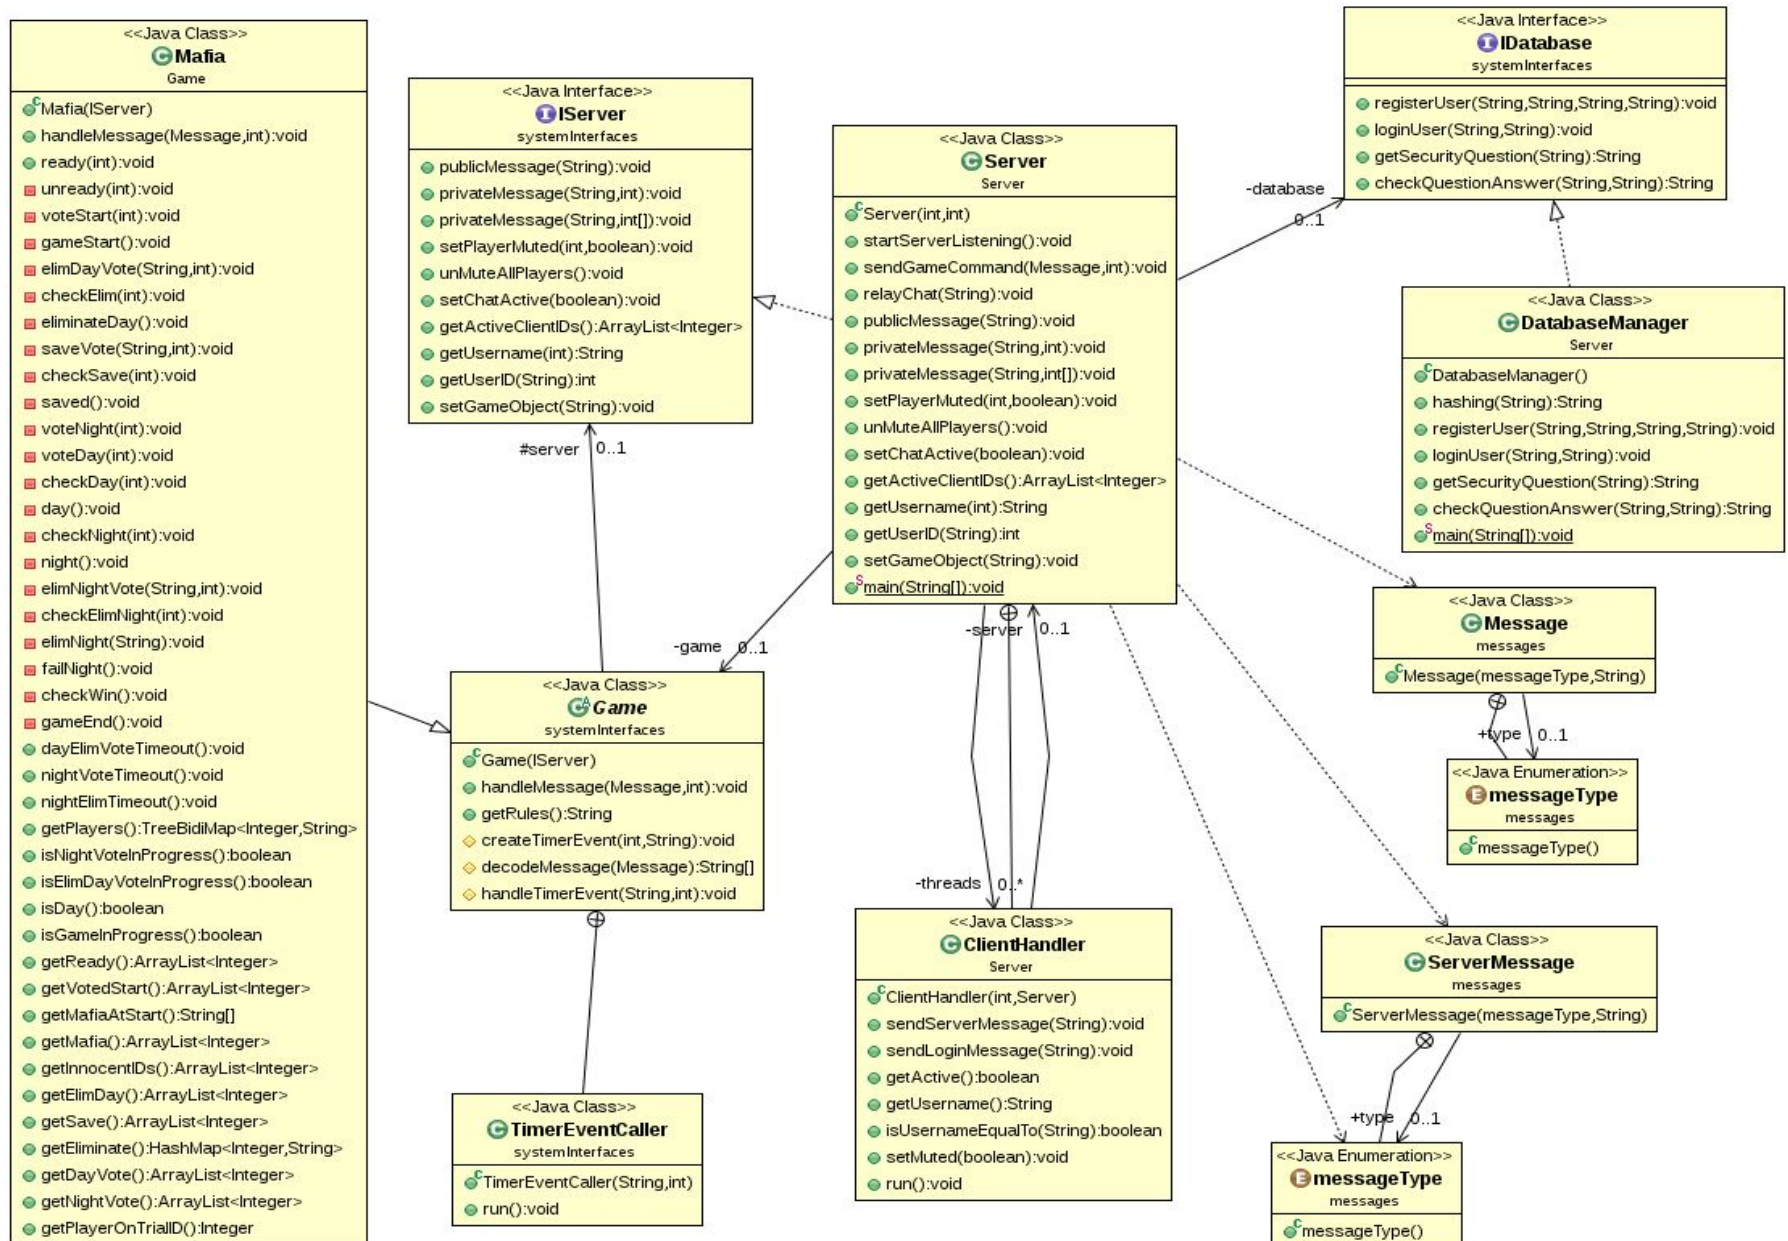 <<Java Class>>
Mafia
Game
Mafia(IServer)
handleMessage(Message,int):void
ready(int):void
unready(int):void
voteStart(int):void
gameStart():void
elimDayVote(String,int):void
checkElim(int):void
eliminateDay():void
saveVote(String,int):void
checkSave(int):void
saved():void
voteNight(int):void
voteDay(int):void
checkDay(int):void
day():void
checkNight(int):void
night():void
elimNightVote(String,int):void
checkElimNight(int):void
elimNight(String):void
failNight():void
checkWin():void
gameEnd():void
dayElimVoteTimeout():void
nightVoteTimeout():void
nightElimTimeout():void
getPlayers():TreeBidiMap<Integer,String>
isNightVoteInProgress():boolean
isElimDayVoteInProgress():boolean
isDay():boolean
isGameInProgress():boolean
getReady():ArrayList<Integer>
getVotedStart():ArrayList<Integer>
getMafiaAtStart():String[]
getMafia():ArrayList<Integer>
getInnocentIDs():ArrayList<Integer>
getElimDay():ArrayList<Integer>
getSave():ArrayList<Integer>
getEliminate():HashMap<Integer,String>
getDayVote():ArrayList<Integer>
getNightVote():ArrayList<Integer>
getPlayerOnTrialID():Integer
<<Java Interface>>
IServer
systemInterfaces
publicMessage(String):void
privateMessage(String,int):void
privateMessage(String,int[]):void
setPlayerMuted(int,boolean):void
unMuteAllPlayers():void
setChatActive(boolean):void
getActiveClientIDs():ArrayList<Integer>
getUsername(int):String
getUserID(String):int
setGameObject(String):void
#server 0..1
-game 0..1
<<Java Class>>
Game
systemInterfaces
Game(IServer)
handleMessage(Message,int):void
getRules():String
createTimerEvent(int,String):void
decodeMessage(Message):String[]
handleTimerEvent(String,int):void
<<Java Class>>
TimerEventCaller
systemInterfaces
TimerEventCaller(String,int)
run():void
<<Java Class>>
Server
Server
Server(int,int)
startServerListening():void
sendGameCommand(Message,int):void
relayChat(String):void
publicMessage(String):void
privateMessage(String,int):void
privateMessage(String,int[]):void
setPlayerMuted(int,boolean):void
unMuteAllPlayers():void
setChatActive(boolean):void
getActiveClientIDs():ArrayList<Integer>
getUsername(int):String
getUserID(String):int
setGameObject(String):void
main(String[]):void
-server 0..1
-threads 0..*
<<Java Class>>
ClientHandler
Server
ClientHandler(int,Server)
sendServerMessage(String):void
sendLoginMessage(String):void
getActive():boolean
getUsername():String
isUsernameEqualTo(String):boolean
setMuted(boolean):void
run():void
<<Java Interface>>
IDatabase
systemInterfaces
registerUser(String,String,String,String):void
loginUser(String,String):void
getSecurityQuestion(String):String
checkQuestionAnswer(String,String):String
-database
0..1
<<Java Class>>
DatabaseManager
Server
DatabaseManager()
hashing(String):String
registerUser(String,String,String,String):void
loginUser(String,String):void
getSecurityQuestion(String):String
checkQuestionAnswer(String,String):String
main(String[]):void
<<Java Class>>
Message
messages
Message(messageType,String)
+type 0..1
<<Java Enumeration>>
messageType
messages
messageType()
<<Java Class>>
ServerMessage
messages
ServerMessage(messageType,String)
+type 0..1
<<Java Enumeration>>
messageType
messages
messageType()